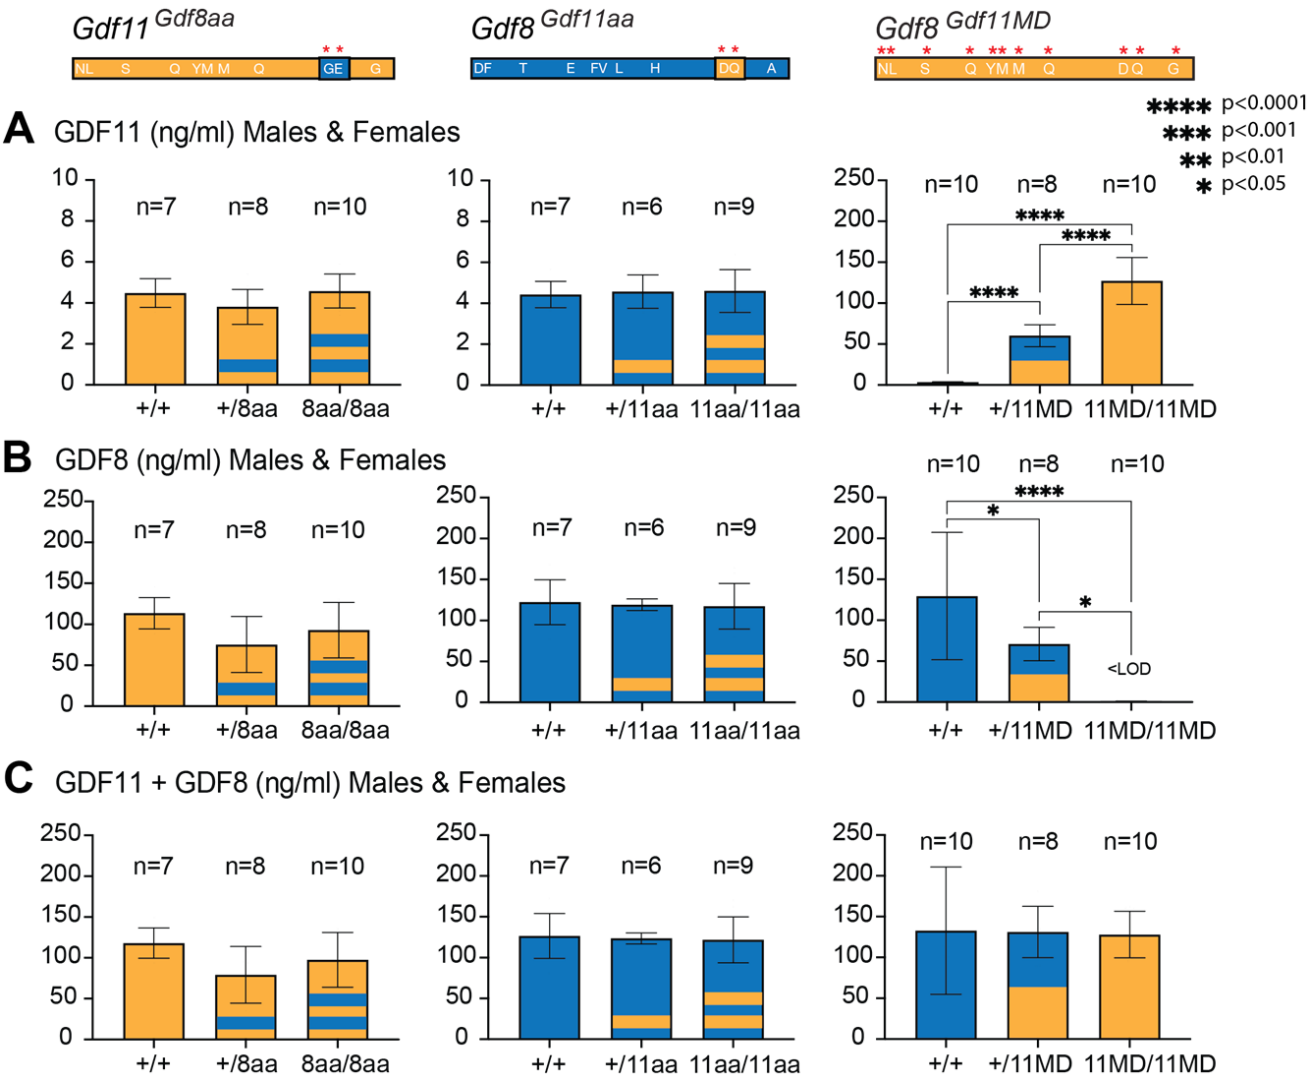 Gdf11 Gdf8aa
Gdf8 Gdf11aa
Gdf8 Gdf11MD
* *
* *
** * * ** * * * * *
NL S Q YM M Q GE G
DF T E FV L H DQ A
NL S Q YM M Q D Q G
**** p<0.0001
*** p<0.001
** p<0.01
* p<0.05
A GDF11 (ng/ml) Males & Females
10
8
6
4
2
0
n=7 n=8 n=10
+/+ +/8aa 8aa/8aa
10
8
6
4
2
0
n=7 n=6 n=9
+/+ +/11aa 11aa/11aa
250
200
150
100
50
0
n=10 n=8 n=10
****
****
****
+/+ +/11MD 11MD/11MD
B GDF8 (ng/ml) Males & Females
250
200
150
100
50
0
n=7 n=8 n=10
+/+ +/8aa 8aa/8aa
250
200
150
100
50
0
n=7 n=6 n=9
+/+ +/11aa 11aa/11aa
n=10 n=8 n=10
250
200
150
100
50
0
****
*
*
<LOD
+/+ +/11MD 11MD/11MD
C GDF11 + GDF8 (ng/ml) Males & Females
250
200
150
100
50
0
n=7 n=8 n=10
+/+ +/8aa 8aa/8aa
250
200
150
100
50
0
n=7 n=6 n=9
+/+ +/11aa 11aa/11aa
250
200
150
100
50
0
n=10 n=8 n=10
+/+ +/11MD 11MD/11MD